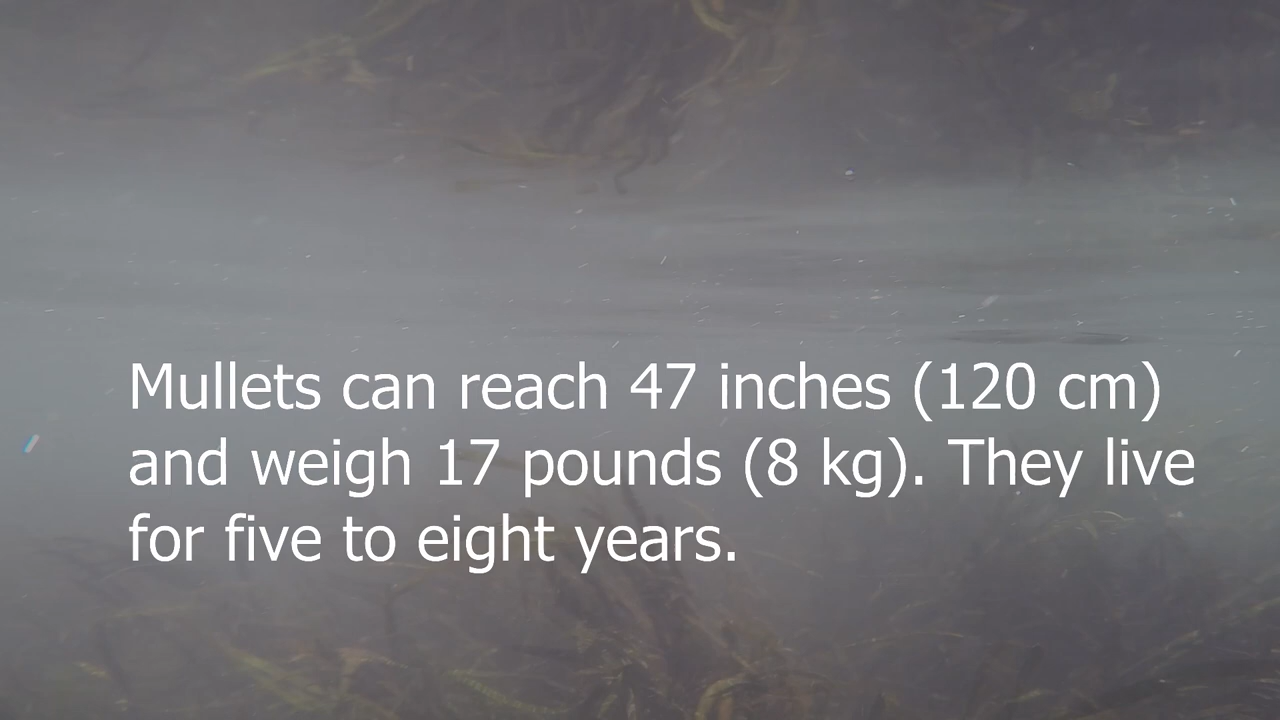 Mullets can reach 47 inches (120 cm)
and weigh 17 pounds (8 kg). They live
for five to eight years.